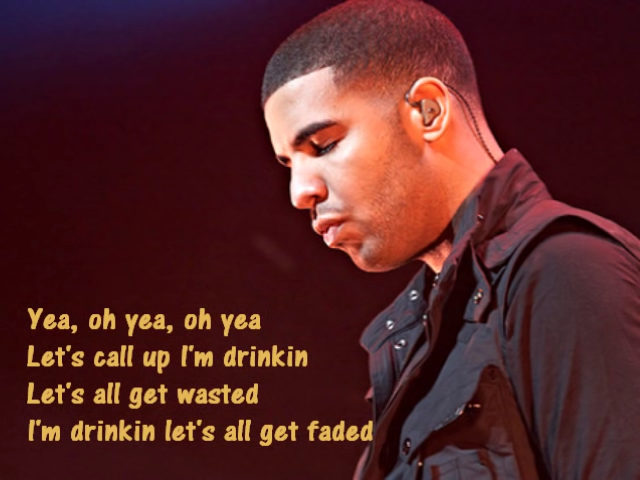 Yea, oh yea, oh yea
Let's call up I'm drinkin
Let's all get wasted
I'm drinkin let's all get faded